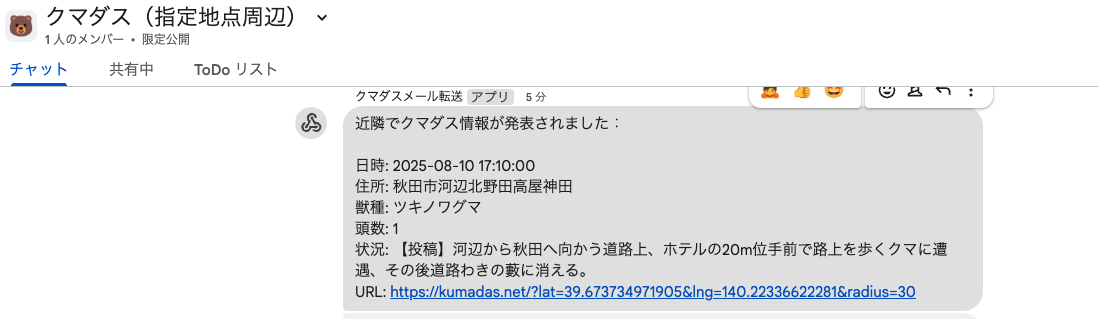 クマダス（指定地点周辺）
1 人のメンバー • 限定公開
チャット 共有中 ToDo リスト
クマダスメール転送 アプリ 5 分
近隣でクマダス情報が発表されました：
日時: 2025-08-10 17:10:00
住所: 秋田市河辺北野田高屋神田
獣種: ツキノワグマ
頭数: 1
状況: 【投稿】河辺から秋田へ向かう道路上、ホテルの20m位手前で路上を歩くクマに遭
遇、その後道路わきの藪に消える。
URL: https://kumadas.net/?lat=39.673734971905&lng=140.22336622281&radius=30